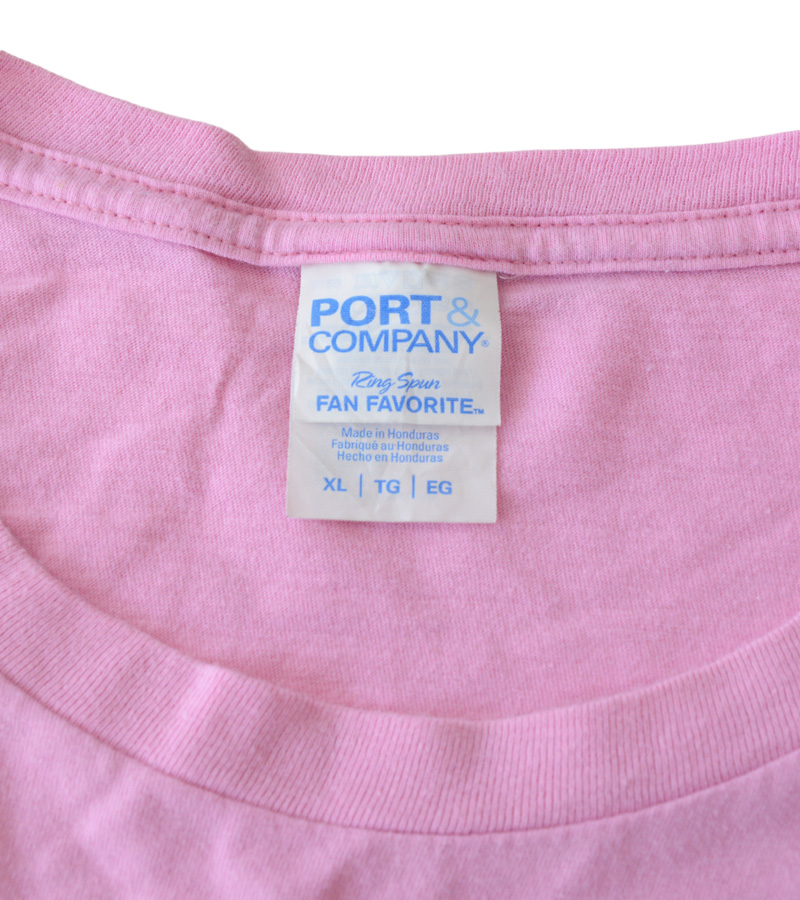 PORT &
COMPANY®
Ring Spun
FAN FAVORITE™
Made in Honduras
Fabriqué au Honduras
Hecho en Honduras
XL | TG | EG